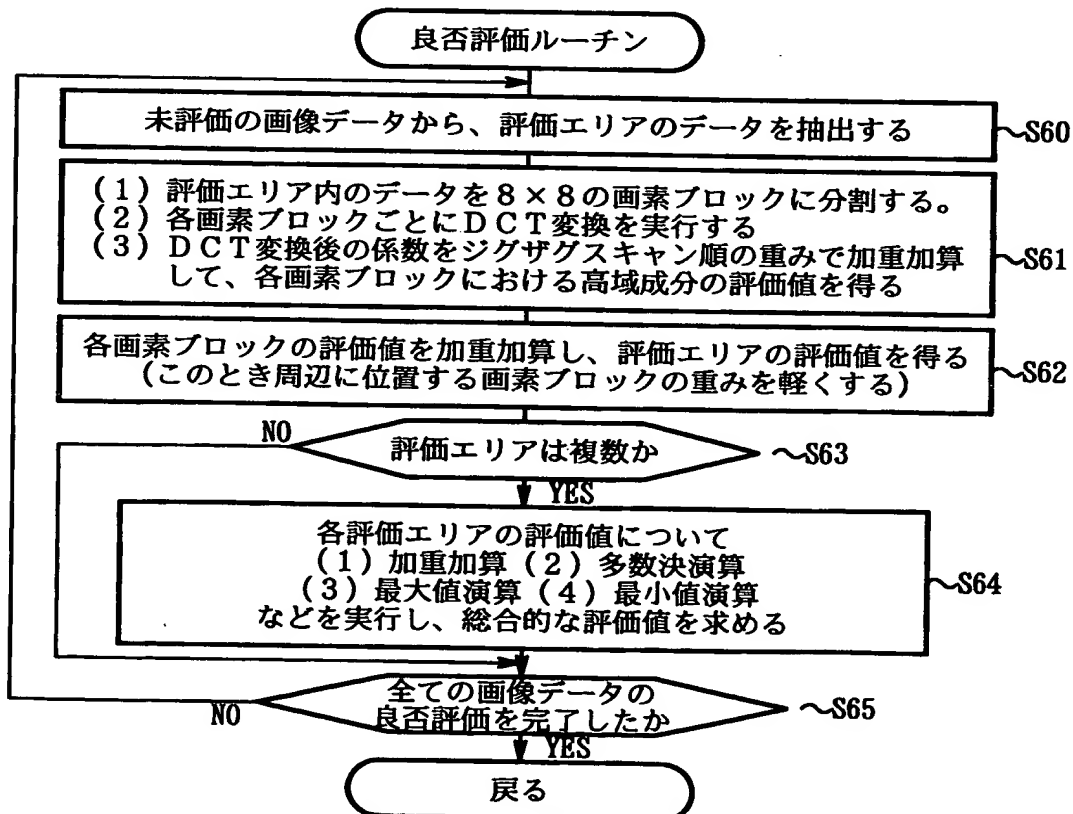 良否評価ルーチン
未評価の画像データから、評価エリアのデータを抽出する
~S60
(1)評価エリア内のデータを8×8の画素ブロックに分割する。
(2)各画素ブロックごとにDCT変換を実行する
(3)DCT変換後の係数をジグザグスキャン順の重みで加重加算
して、各画素ブロックにおける高域成分の評価値を得る
~S61
各画素ブロックの評価値を加重加算し、評価エリアの評価値を得る
(このとき周辺に位置する画素ブロックの重みを軽くする)
~S62
NO
評価エリアは複数か
~S63
YES
各評価エリアの評価値について
(1)加重加算(2)多数決演算
(3)最大値演算(4)最小値演算
などを実行し、総合的な評価値を求める
~S64
全ての画像データの
良否評価を完了したか
~S65
NO
YES
戻る